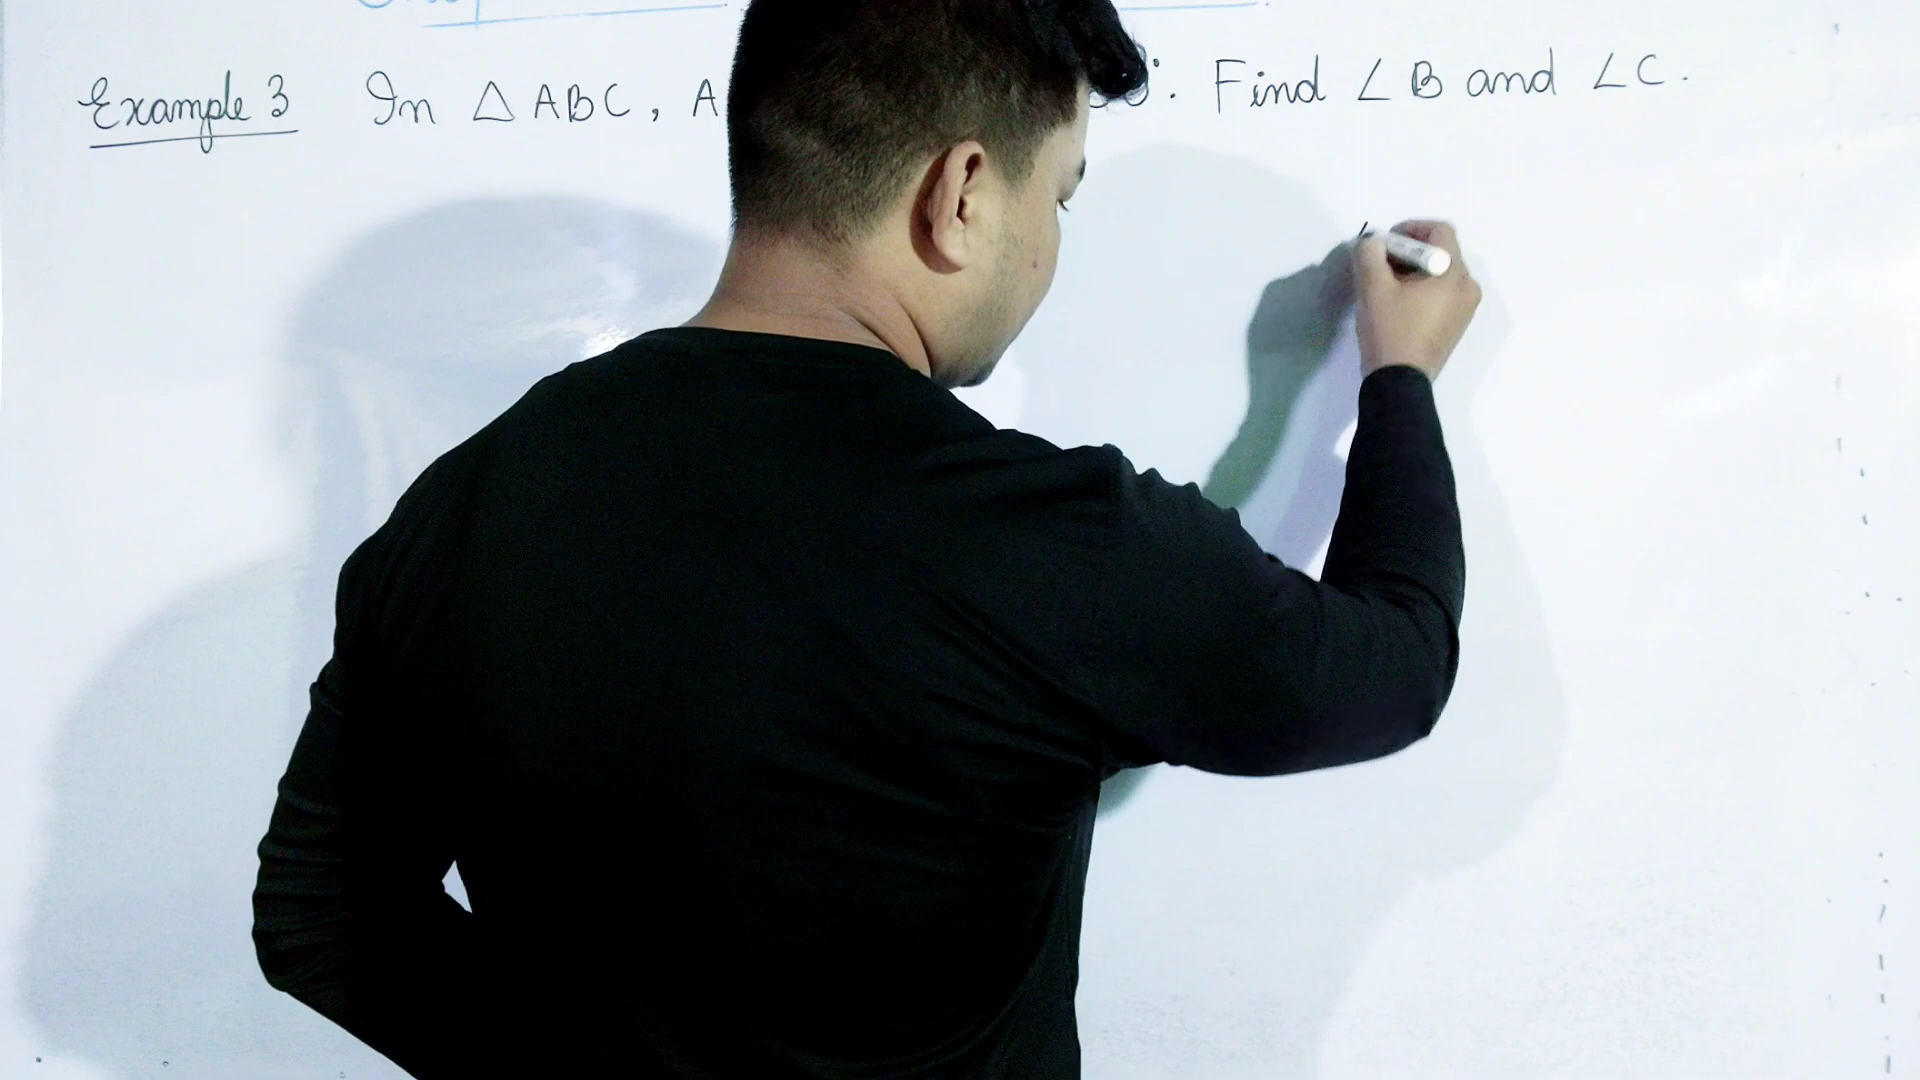 Example 3 In △ ABC, A Find ∠B and ∠C.